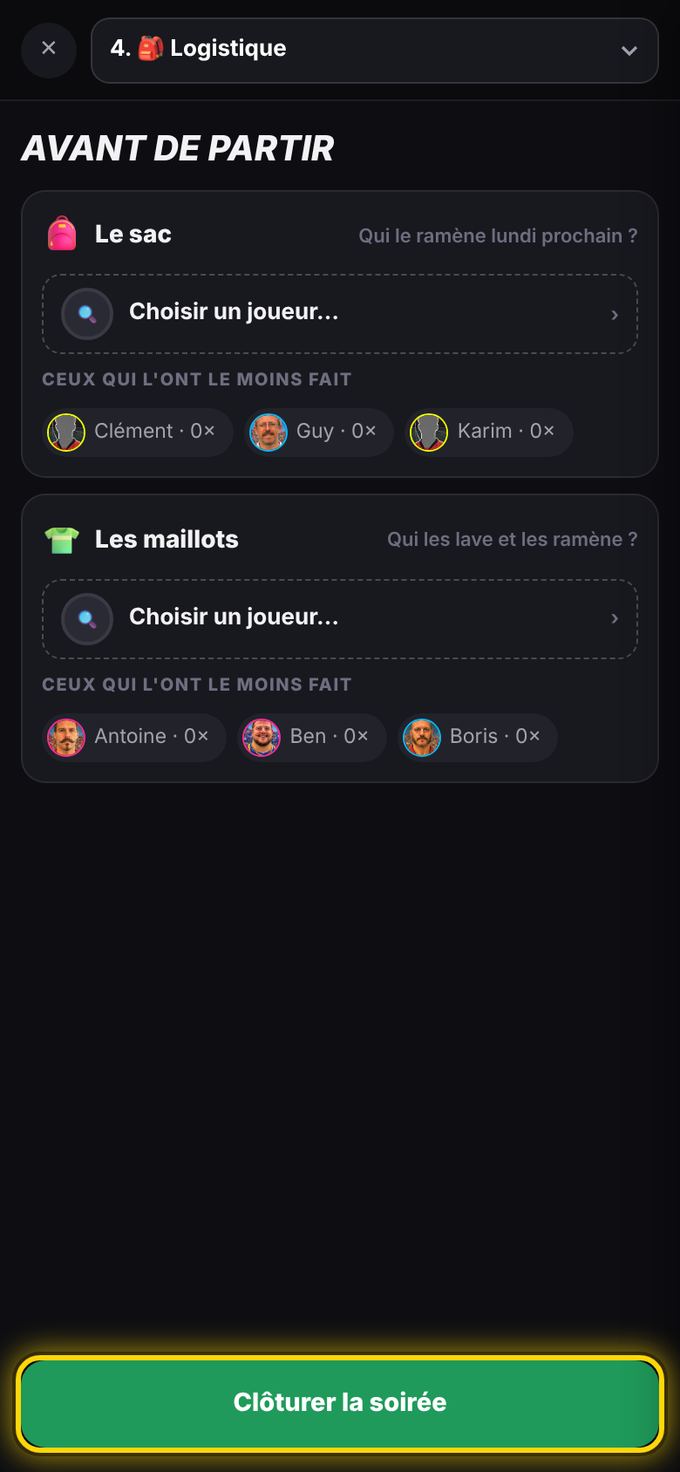 4. 🎒 Logistique
AVANT DE PARTIR
Le sac
Qui le ramène lundi prochain ?
Choisir un joueur...
CEUX QUI L'ONT LE MOINS FAIT
Clément · 0×
Guy · 0×
Karim · 0×
Les maillots
Qui les lave et les ramène ?
Choisir un joueur...
CEUX QUI L'ONT LE MOINS FAIT
Antoine · 0×
Ben · 0×
Boris · 0×
Clôturer la soirée